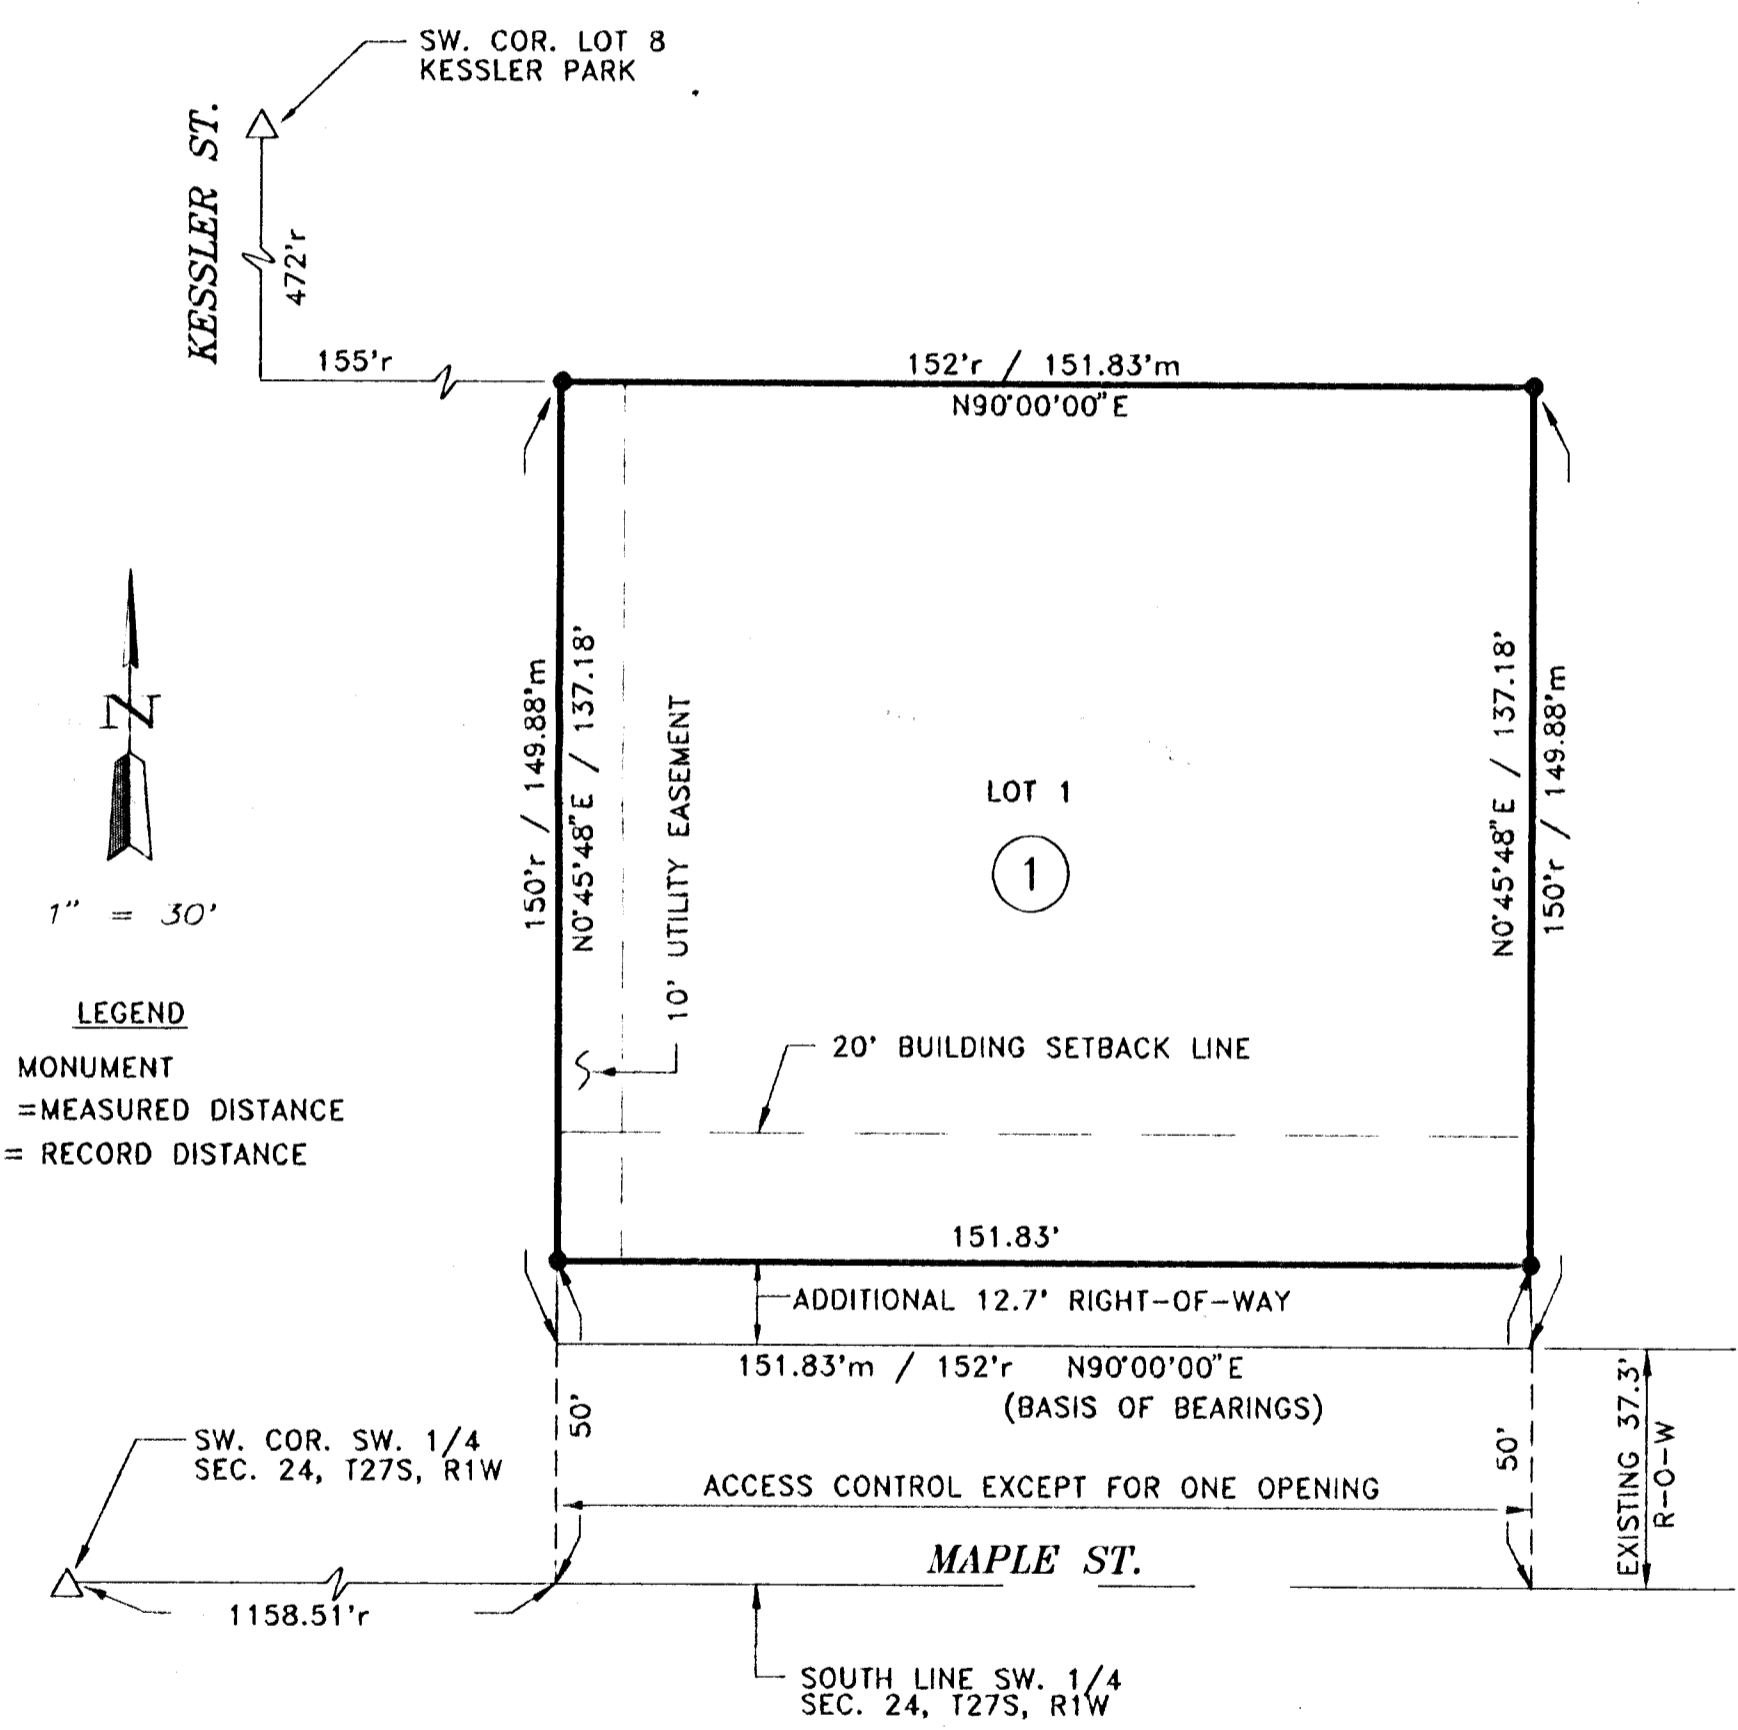 SW. COR. LOT 8
KESSLER PARK
KESSLER ST.
472'r
155'r
152'r / 151.83'm
N90°00'00"E
150'r / 149.88'm
N0°45'48"E / 137.18'
10' UTILITY EASEMENT
LOT 1
1
N0°45'48"E / 137.18'
150'r / 149.88'm
N
1" = 30'
LEGEND
MONUMENT
=MEASURED DISTANCE
= RECORD DISTANCE
20' BUILDING SETBACK LINE
151.83'
ADDITIONAL 12.7' RIGHT-OF-WAY
151.83'm / 152'r N90°00'00"E
(BASIS OF BEARINGS)
50'
50'
EXISTING 37.3'
R-O-W
SW. COR. SW. 1/4
SEC. 24, T27S, R1W
ACCESS CONTROL EXCEPT FOR ONE OPENING
MAPLE ST.
1158.51'r
SOUTH LINE SW. 1/4
SEC. 24, T27S, R1W